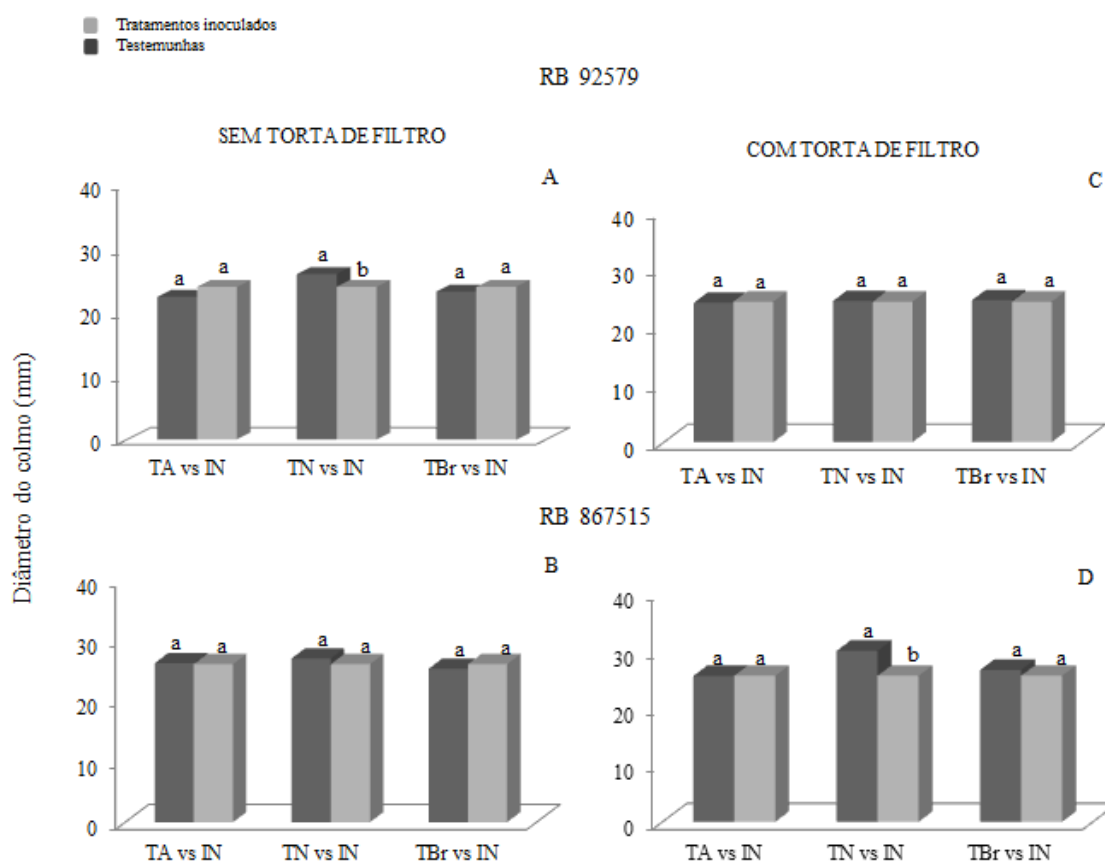 Tratamentos inoculados
Testemunhas
RB 92579
SEM TORTA DE FILTRO
COM TORTA DE FILTRO
Diâmetro do colmo (mm)
A
40
30
20
10
0
a a a b a a
TA vs IN TN vs IN TBr vs IN
C
40
30
20
10
0
a a a a a a
TA vs IN TN vs IN TBr vs IN
RB 867515
B
40
30
20
10
0
a a a a a a
TA vs IN TN vs IN TBr vs IN
D
40
30
20
10
0
a a a b a a
TA vs IN TN vs IN TBr vs IN